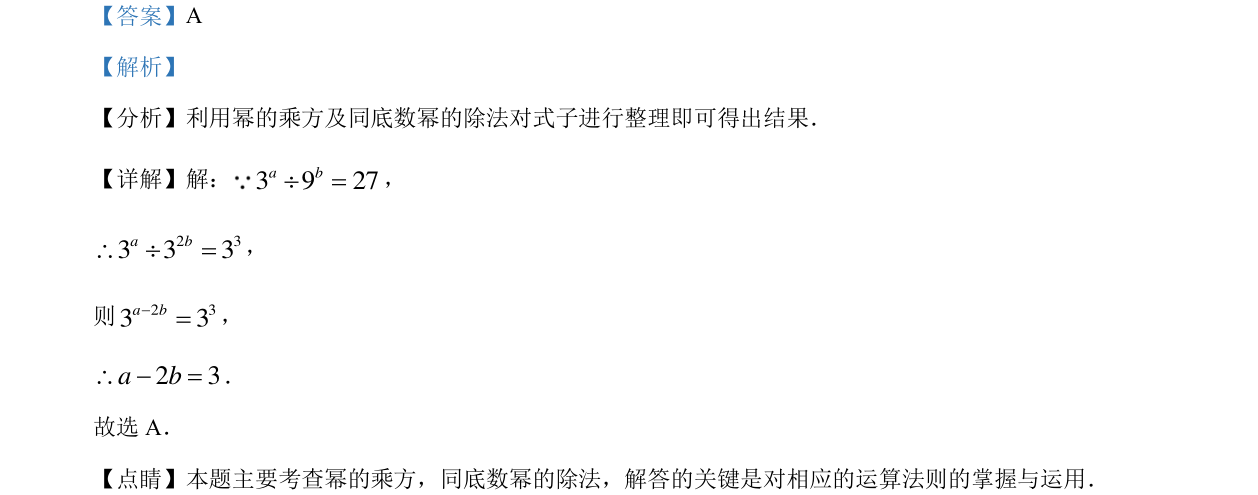 【答案】A
【解析】
【分析】利用幂的乘方及同底数幂的除法对式子进行整理即可得出结果．
【详解】解：∵3^a ÷ 9^b = 27，
∴3^a ÷ 3^{2b} = 3^3，
则 3^{a−2b} = 3^3，
∴a − 2b = 3．
故选 A．
【点睛】本题主要考查幂的乘方，同底数幂的除法，解答的关键是对相应的运算法则的掌握与运用．